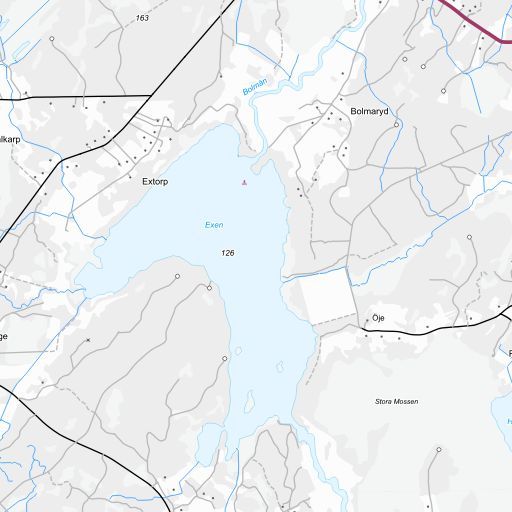 163
Bolmån
Bolmaryd
lkarp
Extorp
Exen
126
Öje
ge
Stora Mossen
F
H